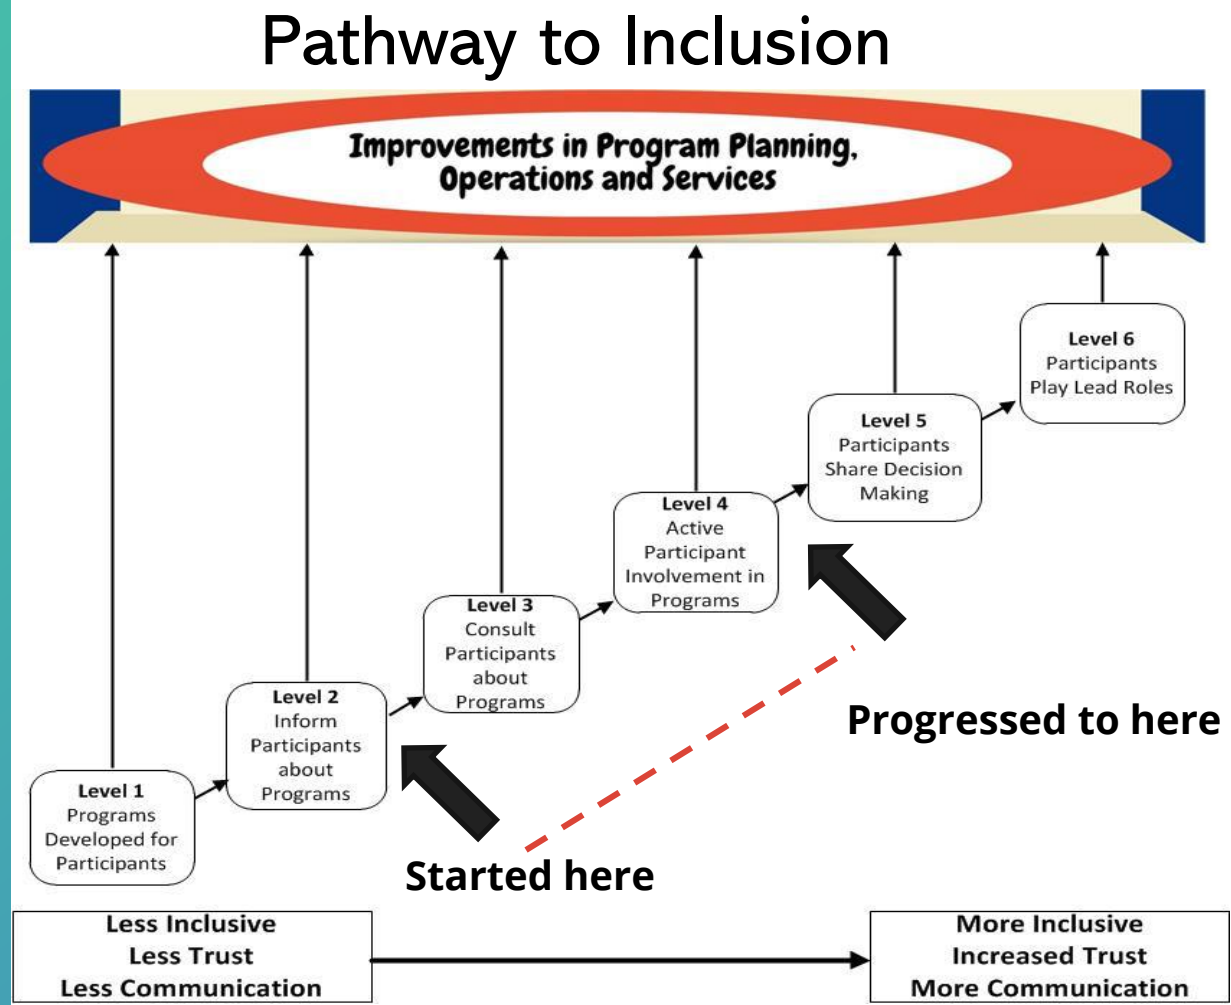 Pathway to Inclusion
Improvements in Program Planning,
Operations and Services
Level 6
Participants
Play Lead Roles
Level 5
Participants
Share Decision
Making
Level 4
Active
Participant
Involvement in
Programs
Level 3
Consult
Participants
about
Programs
Level 2
Inform
Participants
about
Programs
Level 1
Programs
Developed for
Participants
Progressed to here
Started here
Less Inclusive
Less Trust
Less Communication
More Inclusive
Increased Trust
More Communication